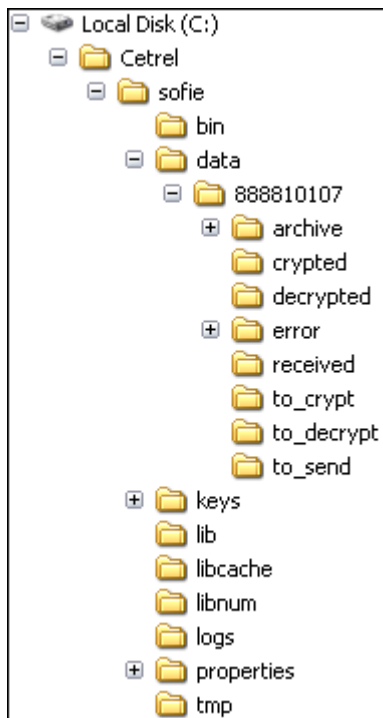 Local Disk (C:)
Cetrel
sofie
bin
data
888810107
archive
crypted
decrypted
error
received
to_crypt
to_decrypt
to_send
keys
lib
libcache
libnum
logs
properties
tmp